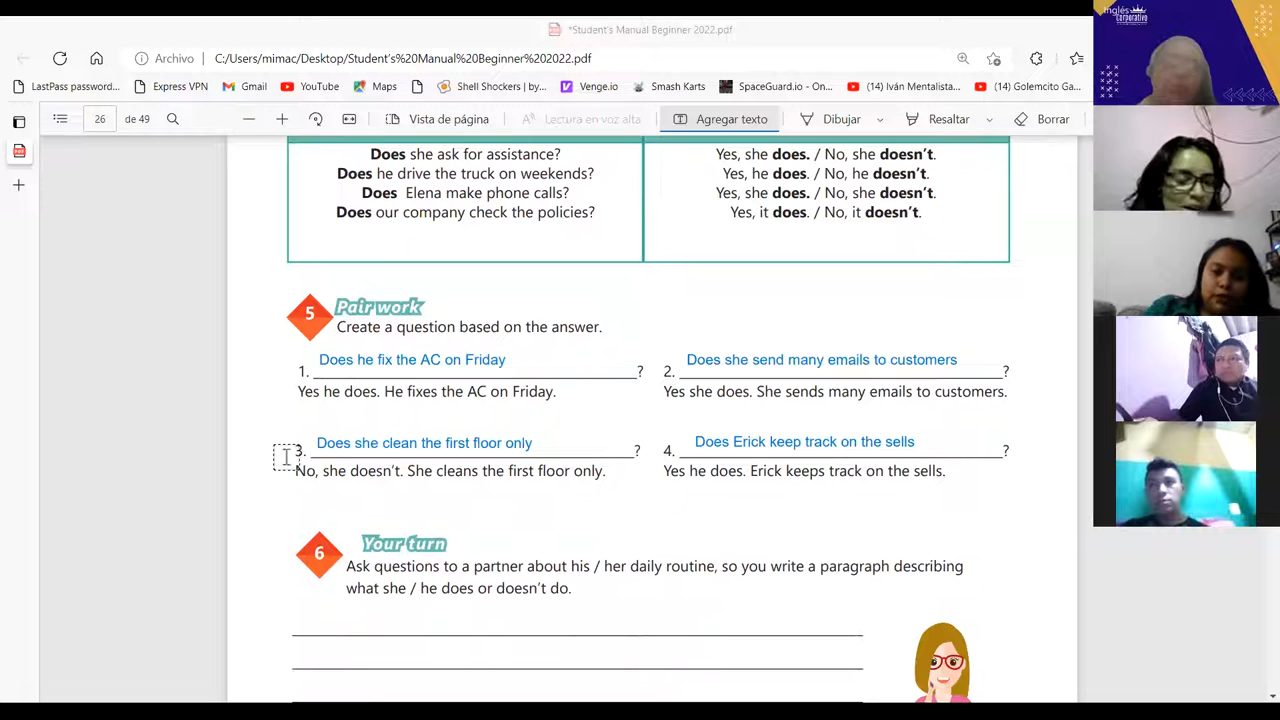 *Student's Manual Beginner 2022.pdf
Archivo C:/Users/mimac/Desktop/Student's%20Manual%20Beginner%202022.pdf
LastPass password... Express VPN Gmail YouTube Maps Shell Shockers | by... Venge.io Smash Karts SpaceGuard.io - On... (14) Iván Mentalista... (14) Golemcito Ga...
26 de 49 Vista de página Lectura en voz alta Agregar texto Dibujar Resaltar Borrar
Does she ask for assistance? Yes, she does. / No, she doesn't.
Does he drive the truck on weekends? Yes, he does. / No, he doesn't.
Does Elena make phone calls? Yes, she does. / No, she doesn't.
Does our company check the policies? Yes, it does. / No, it doesn't.
5 Pair work
Create a question based on the answer.
1. Does he fix the AC on Friday ? 2. Does she send many emails to customers ?
Yes he does. He fixes the AC on Friday. Yes she does. She sends many emails to customers.
3. Does she clean the first floor only ? 4. Does Erick keep track on the sells ?
No, she doesn't. She cleans the first floor only. Yes he does. Erick keeps track on the sells.
6 Your turn
Ask questions to a partner about his / her daily routine, so you write a paragraph describing
what she / he does or doesn't do.
Inglés
Corporativo